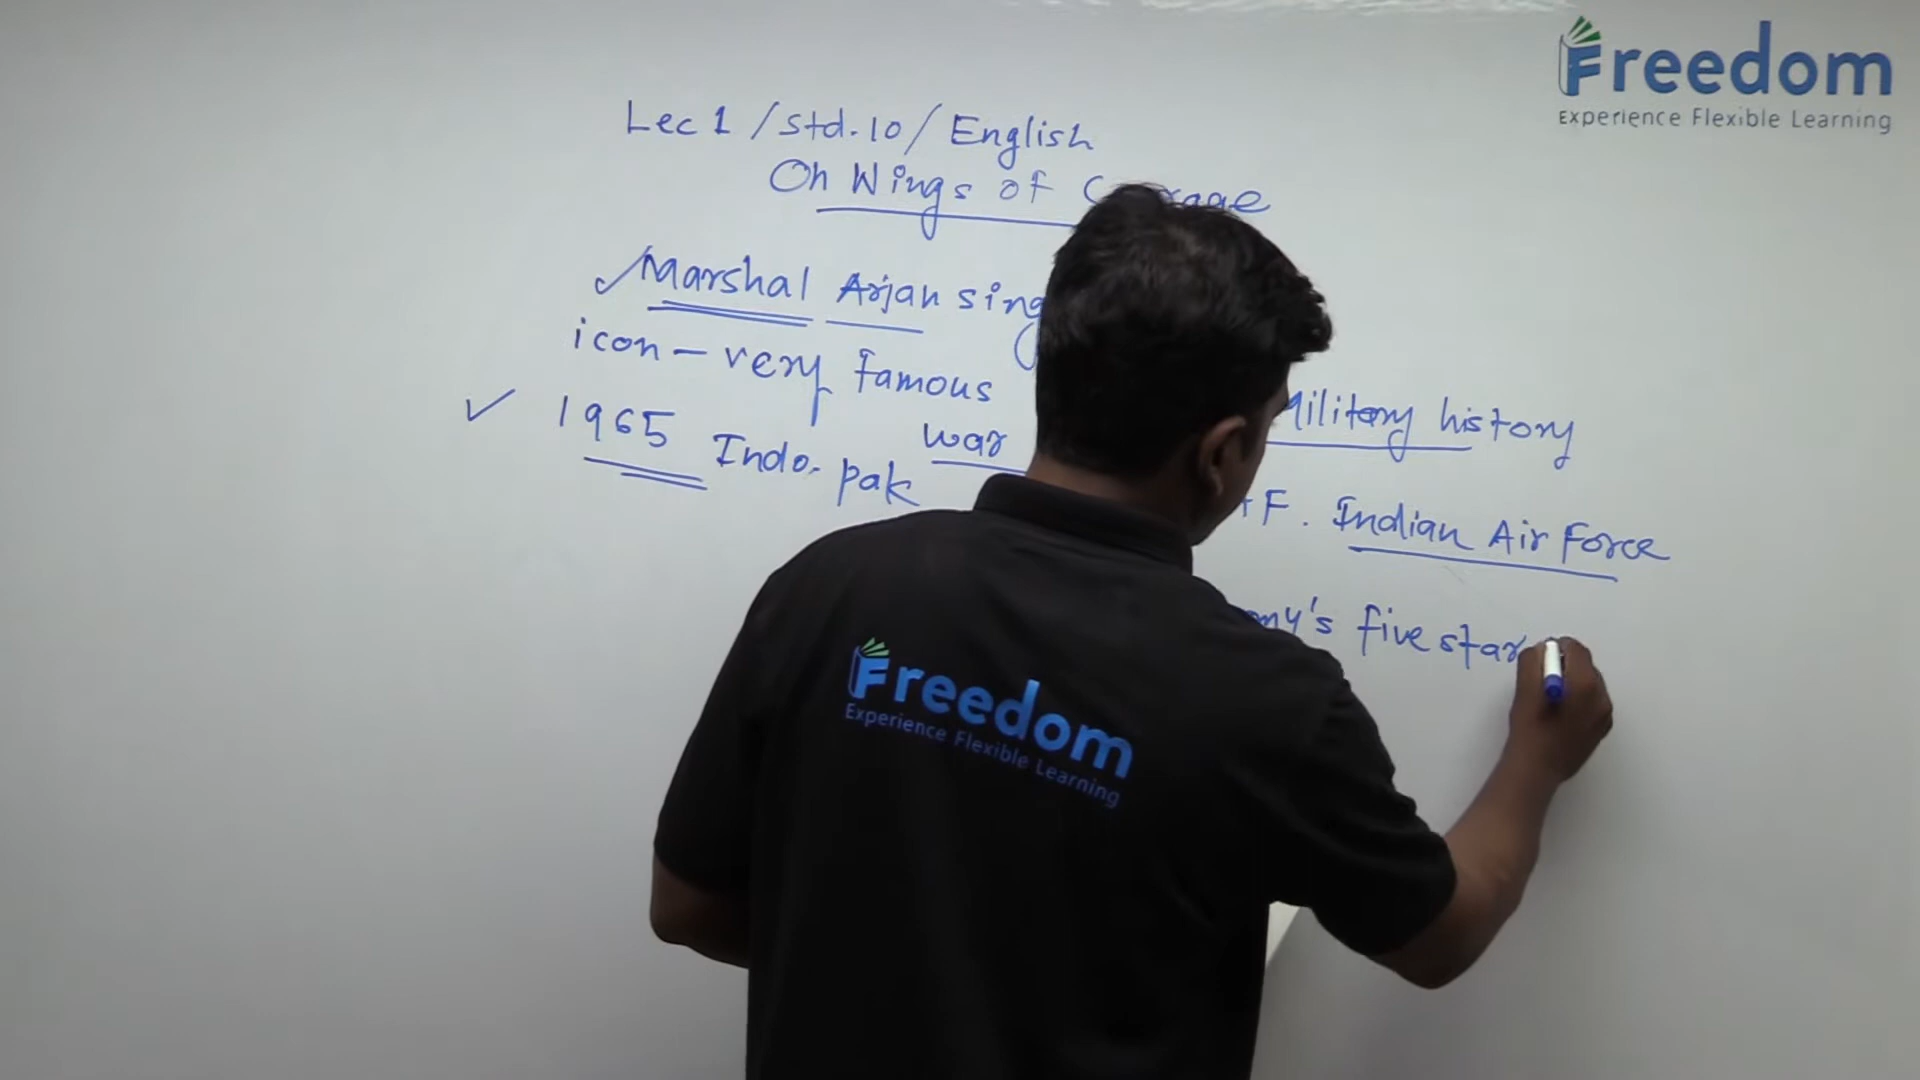 Freedom
Experience Flexible Learning
Lec 1 / std. 10 / English
On Wings of
Marshal Arjan
icon - very famous
Military history
1965 Indo-pak war
F. Indian Air Force
five star
Freedom
Experience Flexible Learning